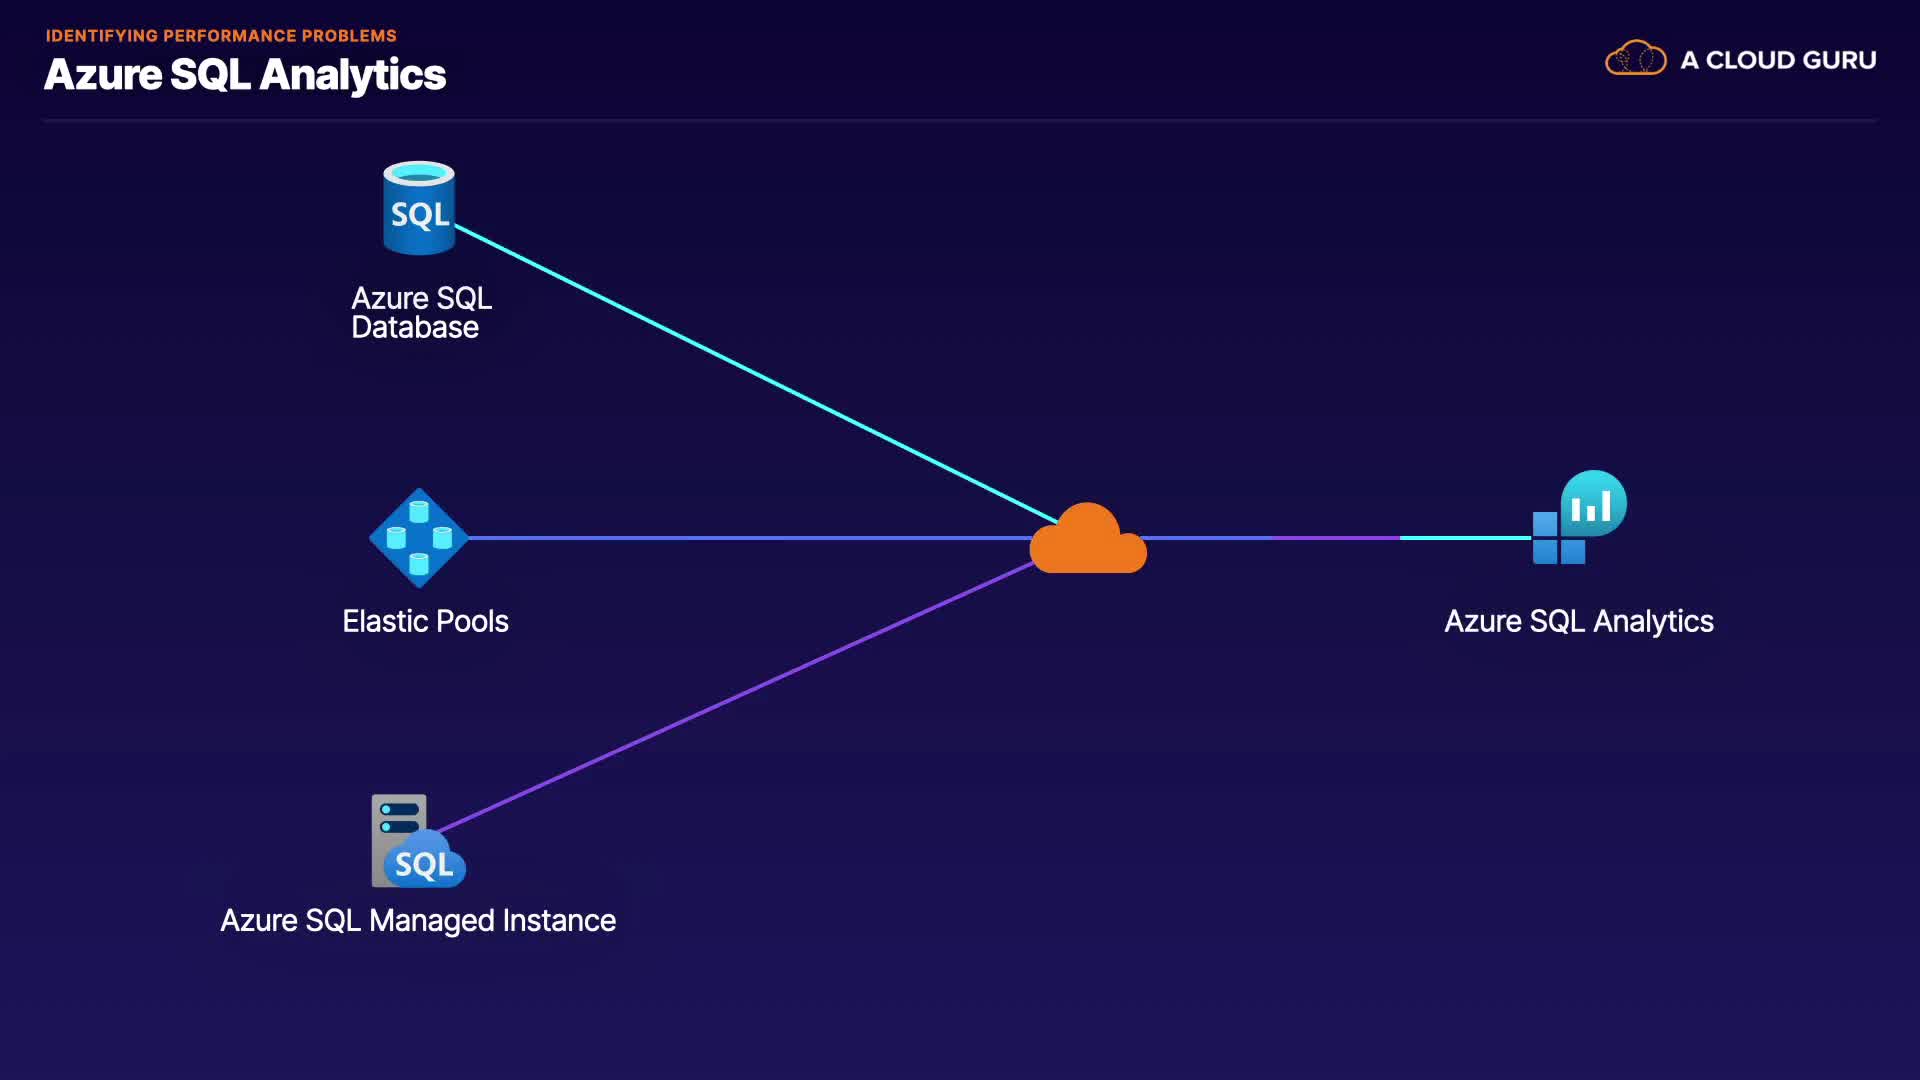 IDENTIFYING PERFORMANCE PROBLEMS
Azure SQL Analytics
A CLOUD GURU
SQL
Azure SQL
Database
Elastic Pools
Azure SQL Analytics
SQL
Azure SQL Managed Instance